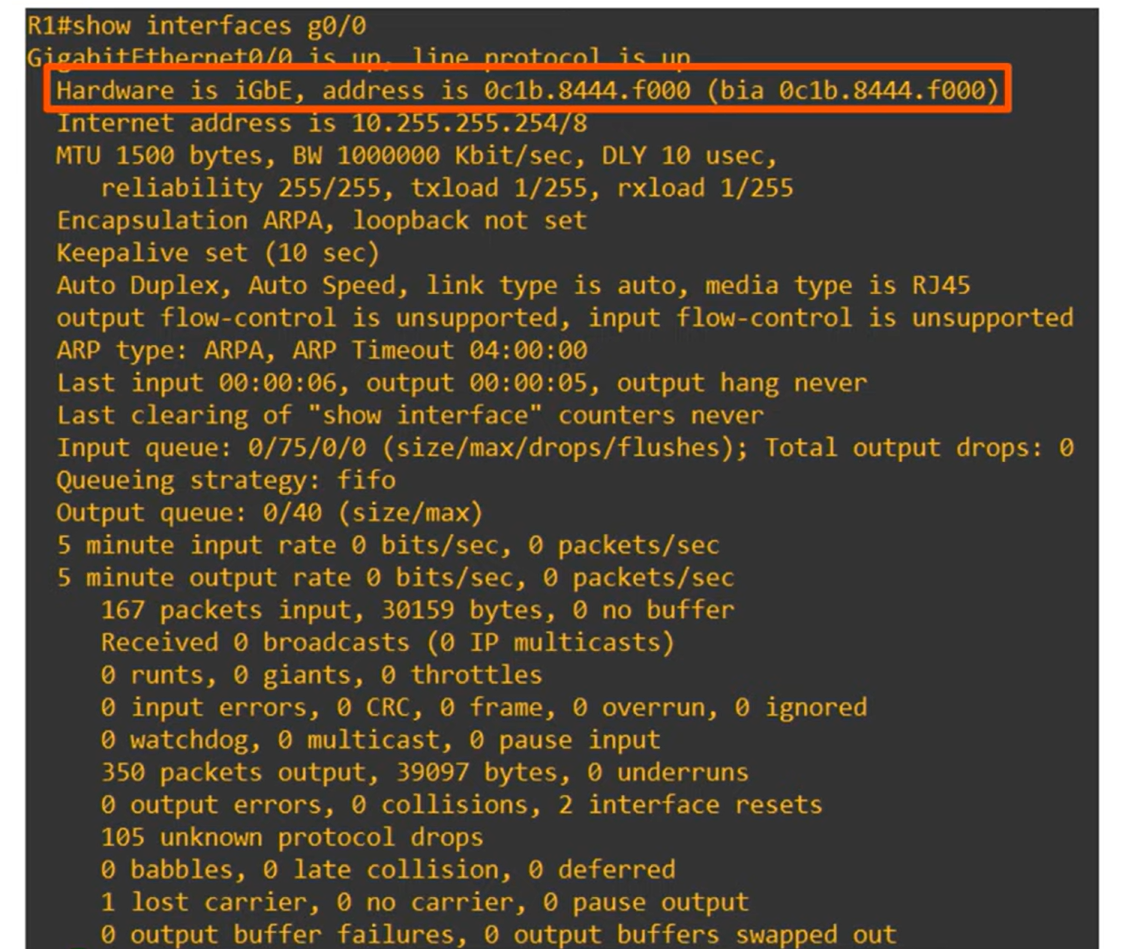 R1#show interfaces g0/0
GigabitEthernet0/0 is up, line protocol is up
Hardware is iGbE, address is 0c1b.8444.f000 (bia 0c1b.8444.f000)
Internet address is 10.255.255.254/8
MTU 1500 bytes, BW 1000000 Kbit/sec, DLY 10 usec,
reliability 255/255, txload 1/255, rxload 1/255
Encapsulation ARPA, loopback not set
Keepalive set (10 sec)
Auto Duplex, Auto Speed, link type is auto, media type is RJ45
output flow-control is unsupported, input flow-control is unsupported
ARP type: ARPA, ARP Timeout 04:00:00
Last input 00:00:06, output 00:00:05, output hang never
Last clearing of "show interface" counters never
Input queue: 0/75/0/0 (size/max/drops/flushes); Total output drops: 0
Queueing strategy: fifo
Output queue: 0/40 (size/max)
5 minute input rate 0 bits/sec, 0 packets/sec
5 minute output rate 0 bits/sec, 0 packets/sec
167 packets input, 30159 bytes, 0 no buffer
Received 0 broadcasts (0 IP multicasts)
0 runts, 0 giants, 0 throttles
0 input errors, 0 CRC, 0 frame, 0 overrun, 0 ignored
0 watchdog, 0 multicast, 0 pause input
350 packets output, 39097 bytes, 0 underruns
0 output errors, 0 collisions, 2 interface resets
105 unknown protocol drops
0 babbles, 0 late collision, 0 deferred
1 lost carrier, 0 no carrier, 0 pause output
0 output buffer failures, 0 output buffers swapped out